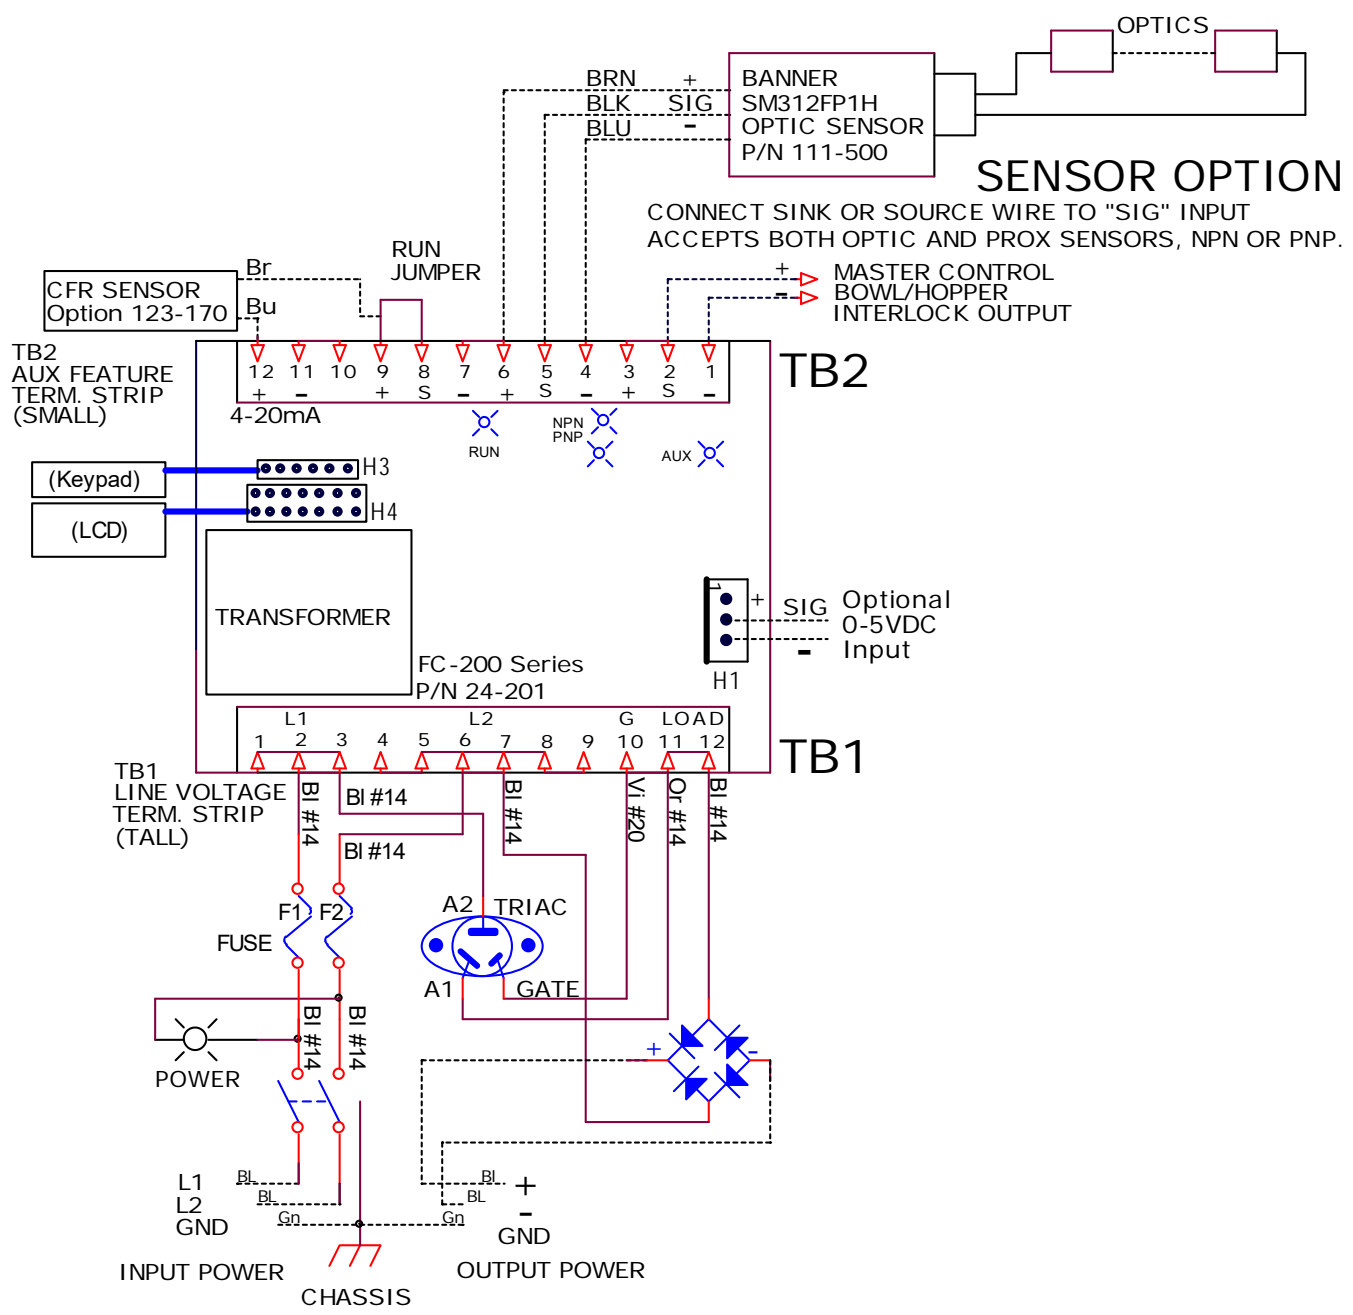 OPTICS
BRN +
BLK SIG
BLU -
BANNER
SM312FP1H
OPTIC SENSOR
P/N 111-500
SENSOR OPTION
CONNECT SINK OR SOURCE WIRE TO "SIG" INPUT
ACCEPTS BOTH OPTIC AND PROX SENSORS, NPN OR PNP.
RUN
JUMPER
Br
CFR SENSOR
Option 123-170
Bu
+ MASTER CONTROL
- BOWL/HOPPER
INTERLOCK OUTPUT
TB2
AUX FEATURE
TERM. STRIP
(SMALL)
12 11 10 9 8 7 6 5 4 3 2 1
+ - + S - + S - + S -
TB2
4-20mA
RUN
NPN
PNP
AUX
(Keypad)
H3
(LCD)
H4
TRANSFORMER
1
+
SIG
-
Optional
0-5VDC
Input
H1
FC-200 Series
P/N 24-201
L1 L2 G LOAD
1 2 3 4 5 6 7 8 9 10 11 12
TB1
TB1
LINE VOLTAGE
TERM. STRIP
(TALL)
Bl #14
Bl #14
Bl #14
Bl #14
Vi #20
Or #14
Bl #14
F1
F2
FUSE
A2 TRIAC
A1 GATE
Bl #14
Bl #14
POWER
+ -
L1 BL
L2 BL
GND Gn
INPUT POWER
CHASSIS
Bl +
BL -
Gn GND
OUTPUT POWER